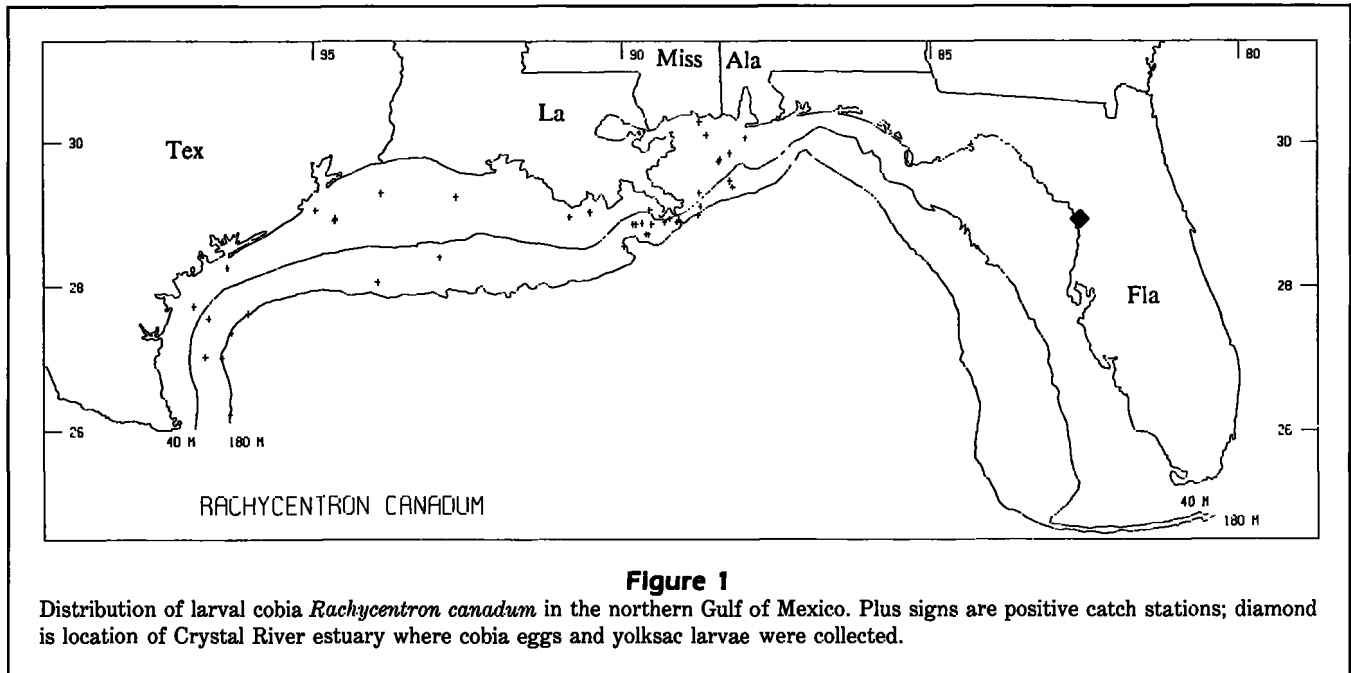 95 90 85 80
Miss Ala
La
Tex
30 30
28 28
Fla
26 26
40 M 180 M
40 M
180 M
RACHYCENTRON CANADUM
Figure 1
Distribution of larval cobia Rachycentron canadum in the northern Gulf of Mexico. Plus signs are positive catch stations; diamond
is location of Crystal River estuary where cobia eggs and yolksac larvae were collected.